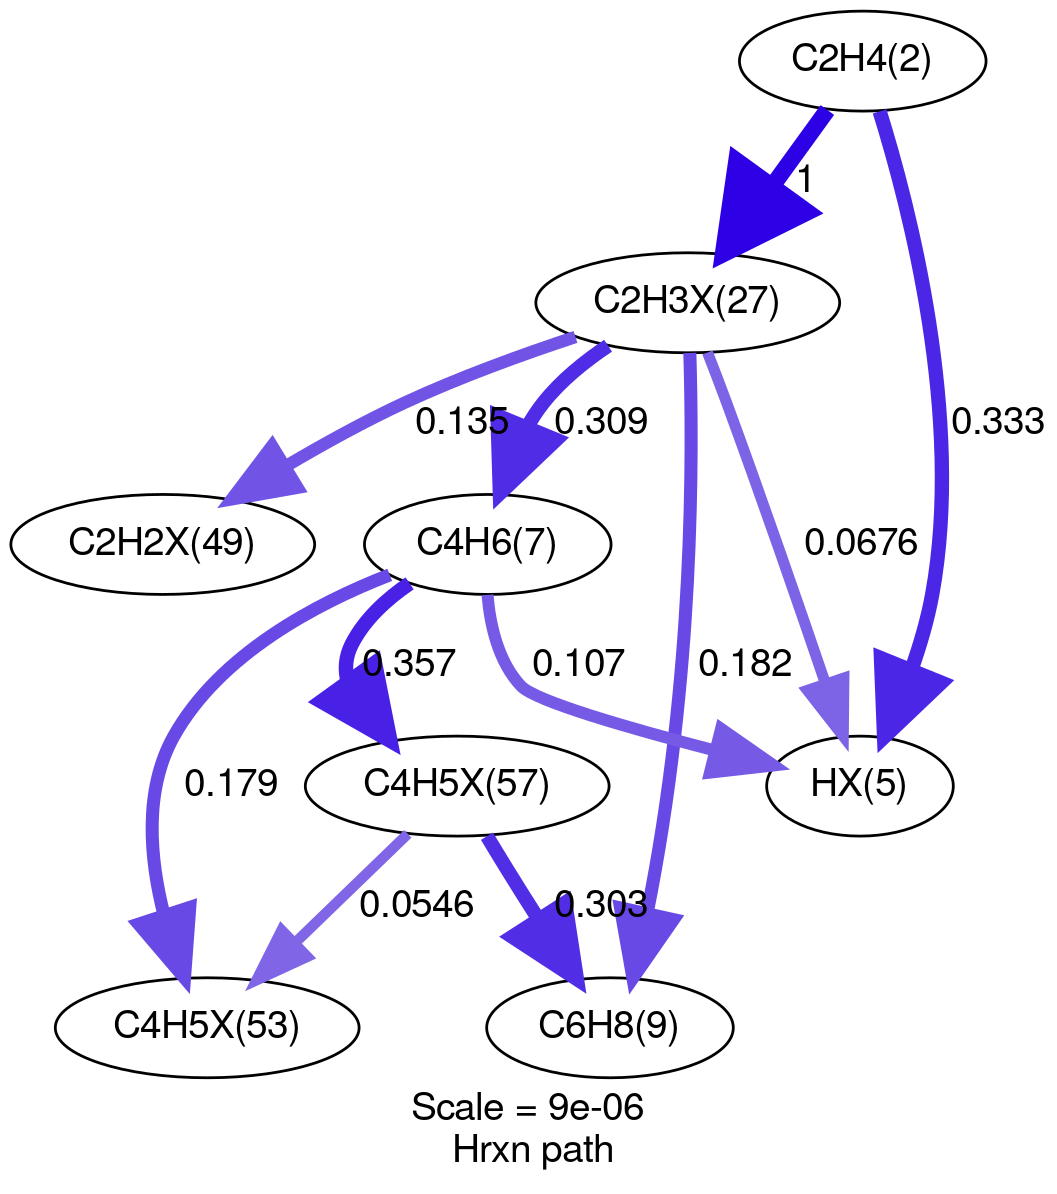 C2H4(2)
1
C2H3X(27)
0.135
0.309
0.333
C2H2X(49)
C4H6(7)
0.0676
0.357
0.107
0.182
0.179
C4H5X(57)
HX(5)
0.0546
0.303
C4H5X(53)
C6H8(9)
Scale = 9e-06
Hrxn path